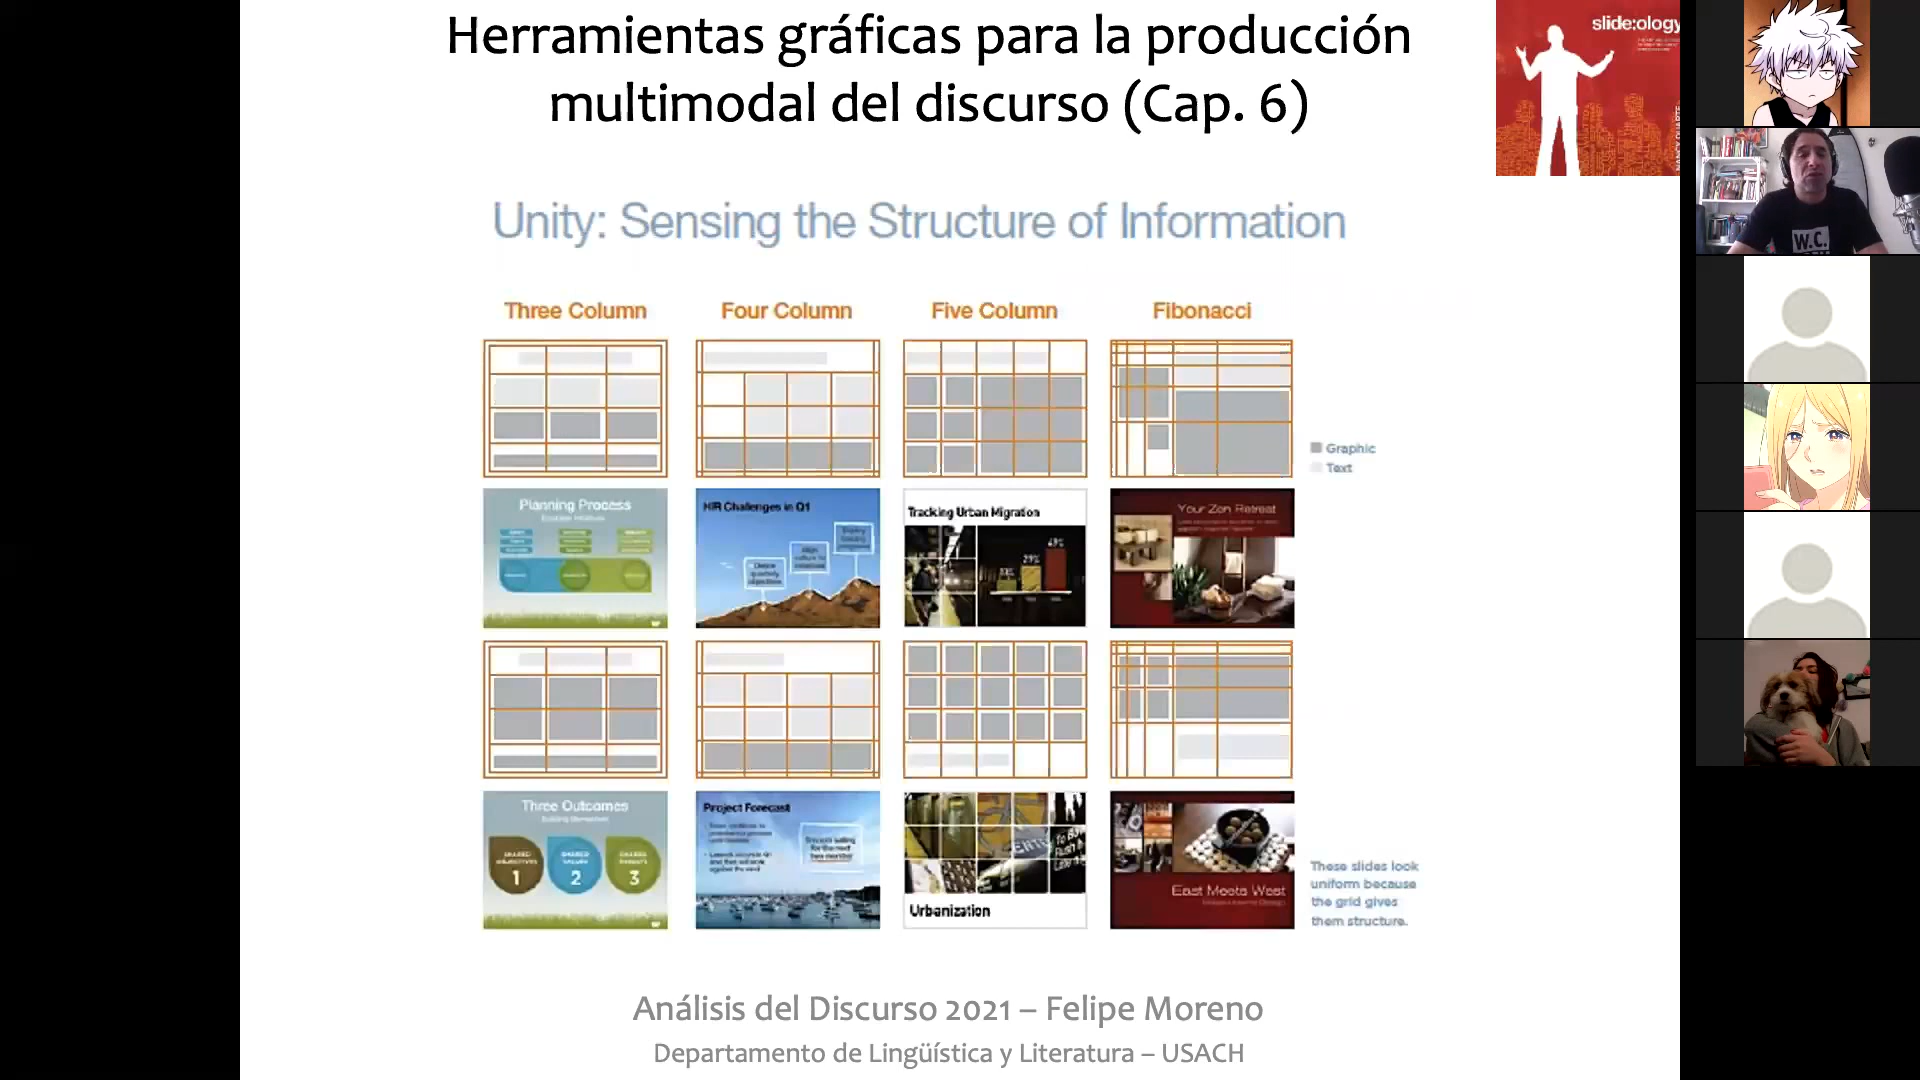 Herramientas gráficas para la producción
multimodal del discurso (Cap. 6)
slide:ology
Unity: Sensing the Structure of Information
Three Column
Four Column
Five Column
Fibonacci
Graphic
Text
Planning Process
HR Challenges in Q1
Tracking Urban Migration
Your Zen Retreat
Three Outcomes
1
2
3
Project Forecast
Urbanization
East Meets West
These slides look
uniform because
the grid gives
them structure.
W.C.
Análisis del Discurso 2021 – Felipe Moreno
Departamento de Lingüística y Literatura – USACH